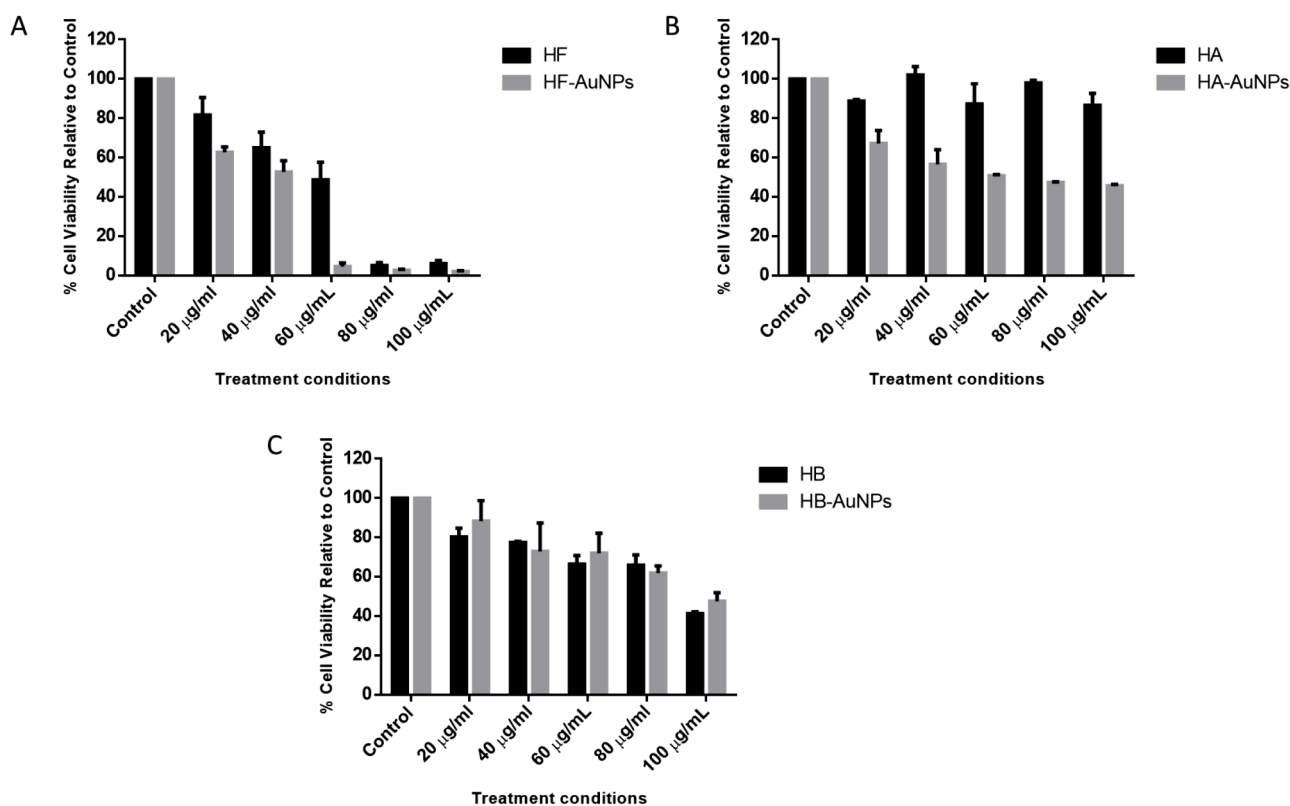 A
% Cell Viability Relative to Control
120
100
80
60
40
20
0
Control
20 μg/ml
40 μg/ml
60 μg/mL
80 μg/ml
100 μg/mL
Treatment conditions
HF
HF-AuNPs
B
% Cell Viability Relative to Control
120
100
80
60
40
20
0
Control
20 μg/ml
40 μg/ml
60 μg/mL
80 μg/ml
100 μg/mL
Treatment conditions
HA
HA-AuNPs
C
% Cell Viability Relative to Control
120
100
80
60
40
20
0
Control
20 μg/ml
40 μg/ml
60 μg/mL
80 μg/ml
100 μg/mL
Treatment conditions
HB
HB-AuNPs